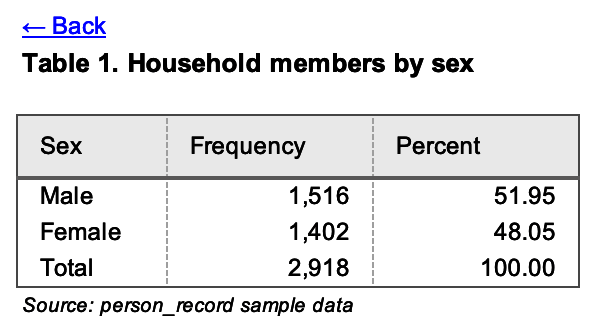 ← Back
Table 1. Household members by sex
Sex Frequency Percent
Male 1,516 51.95
Female 1,402 48.05
Total 2,918 100.00
Source: person_record sample data